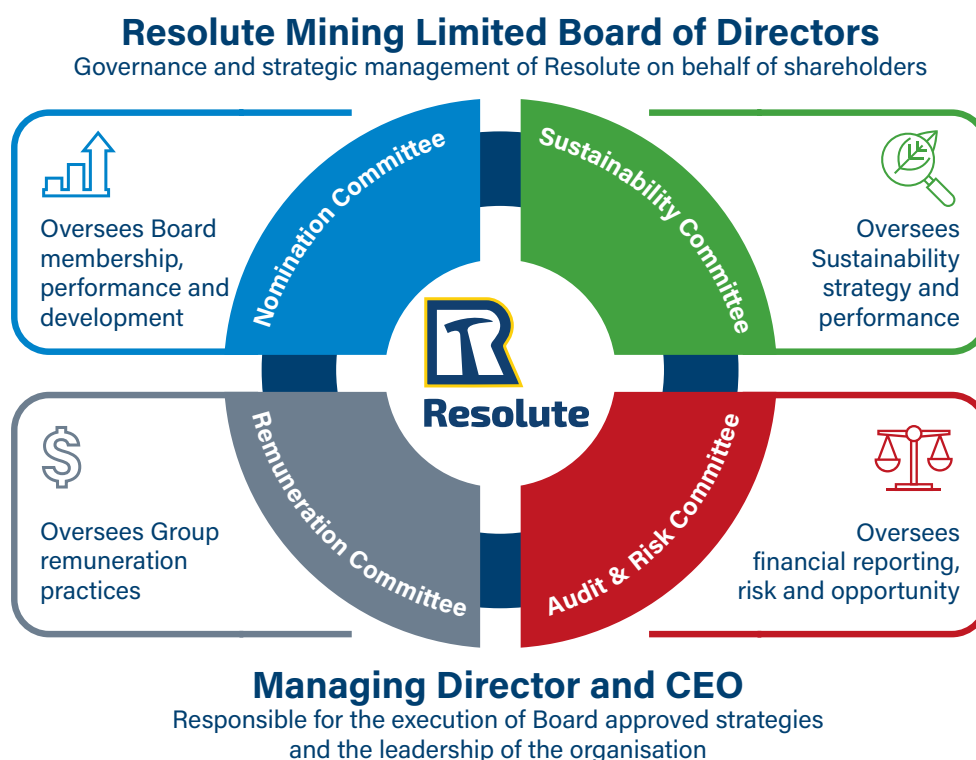 Resolute Mining Limited Board of Directors
Governance and strategic management of Resolute on behalf of shareholders
Nomination Committee
Sustainability Committee
Oversees Board
membership,
performance and
development
Oversees
Sustainability
strategy and
performance
Resolute
Remuneration Committee
Audit & Risk Committee
$
Oversees Group
remuneration
practices
Oversees
financial reporting,
risk and opportunity
Managing Director and CEO
Responsible for the execution of Board approved strategies
and the leadership of the organisation